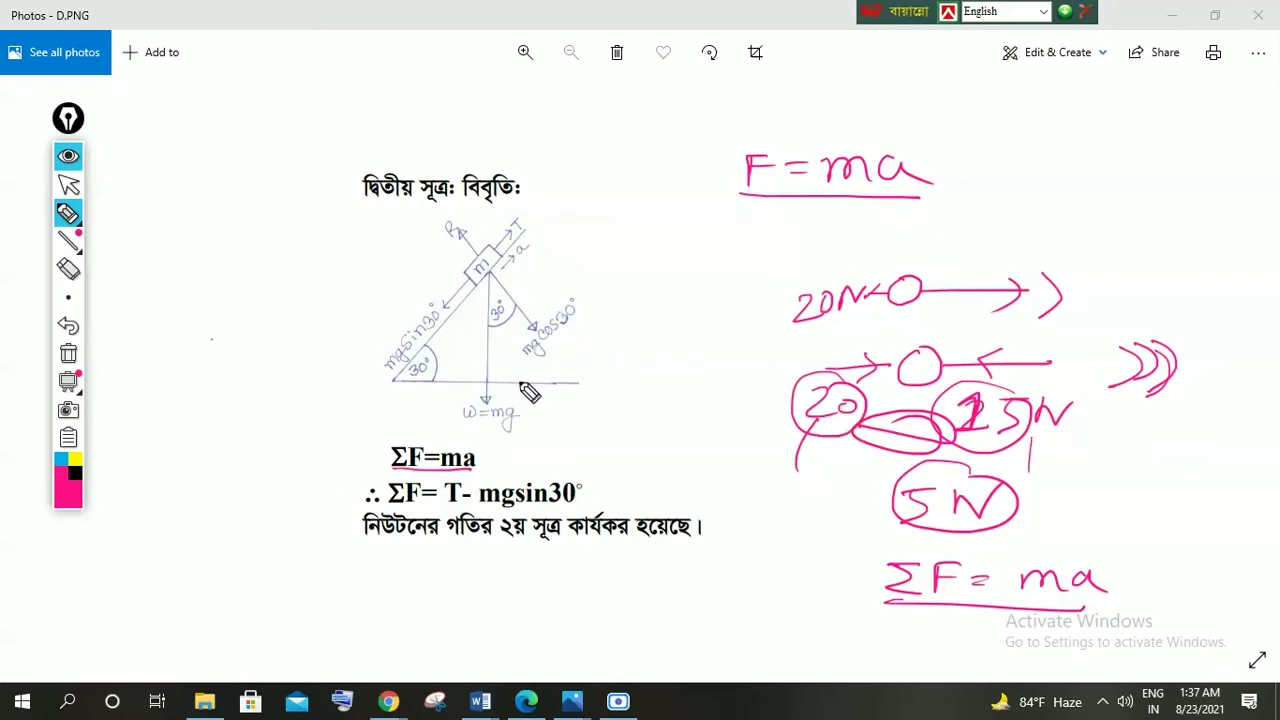 Photos - D.PNG
বায়ান্নো
English
See all photos
Add to
Edit & Create
Share
F = ma
দ্বিতীয় সূত্র: বিবৃতি:
R
T
a
m
mgsin30°
30°
30°
mgcos30°
w=mg
20N
20
25N
5N
ΣF=ma
∴ ΣF= T- mgsin30°
নিউটনের গতির ২য় সূত্র কার্যকর হয়েছে।
ΣF = ma
Activate Windows
Go to Settings to activate Windows.
84°F Haze
ENG
IN
1:37 AM
8/23/2021